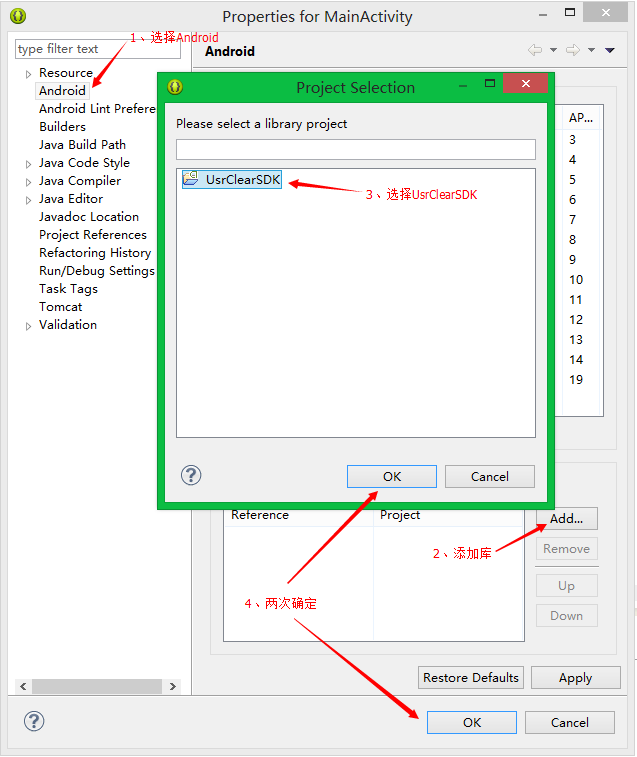 Properties for MainActivity
type filter text
1、选择Android
Android
Resource
Android
Android Lint Prefere
Builders
Java Build Path
Java Code Style
Java Compiler
Java Editor
Javadoc Location
Project References
Refactoring History
Run/Debug Settings
Task Tags
Tomcat
Validation
Project Selection
Please select a library project
UsrClearSDK
3、选择UsrClearSDK
OK
Cancel
AP...
3
4
5
6
7
8
9
10
11
12
13
14
19
Reference
Project
Add...
2、添加库
Remove
Up
Down
4、两次确定
Restore Defaults
Apply
OK
Cancel